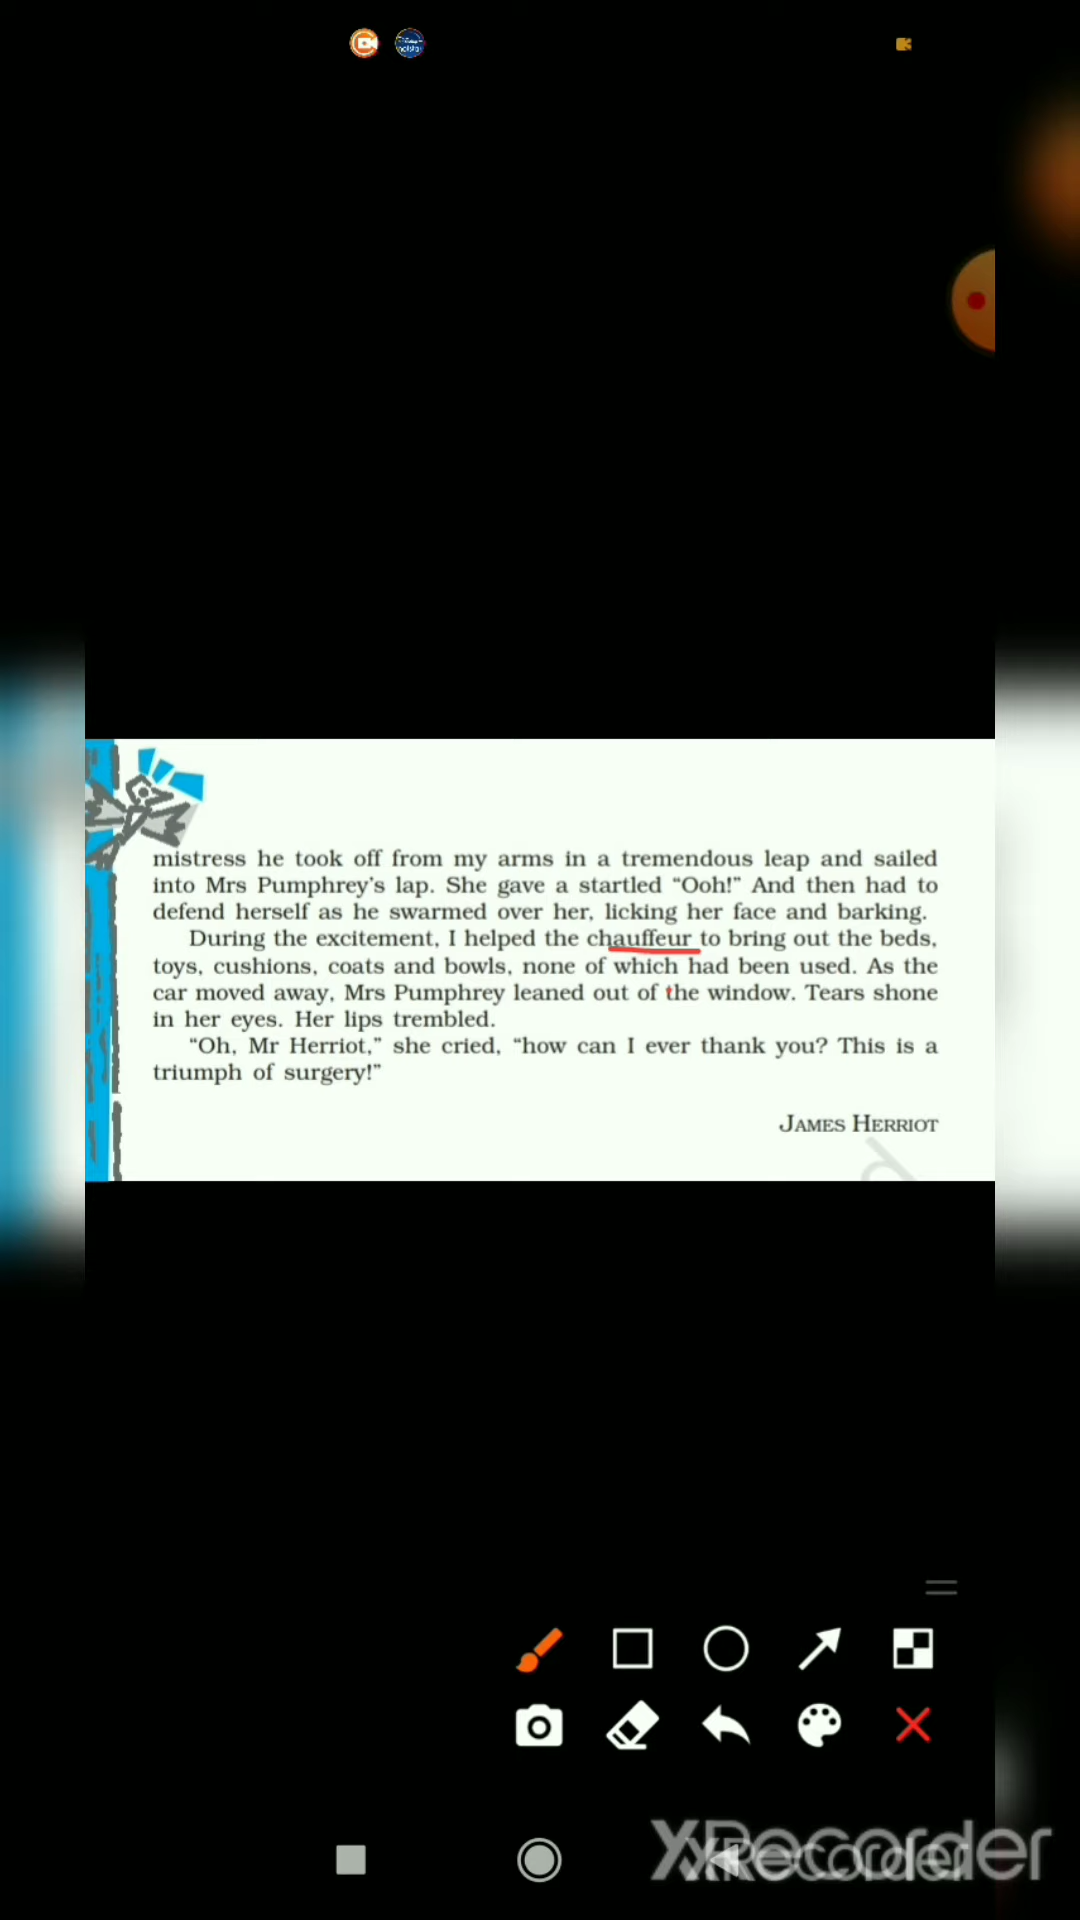 mistress he took off from my arms in a tremendous leap and sailed
into Mrs Pumphrey's lap. She gave a startled “Ooh!” And then had to
defend herself as he swarmed over her, licking her face and barking.
During the excitement, I helped the chauffeur to bring out the beds,
toys, cushions, coats and bowls, none of which had been used. As the
car moved away, Mrs Pumphrey leaned out of the window. Tears shone
in her eyes. Her lips trembled.
“Oh, Mr Herriot,” she cried, “how can I ever thank you? This is a
triumph of surgery!”
JAMES HERRIOT
XRecorder